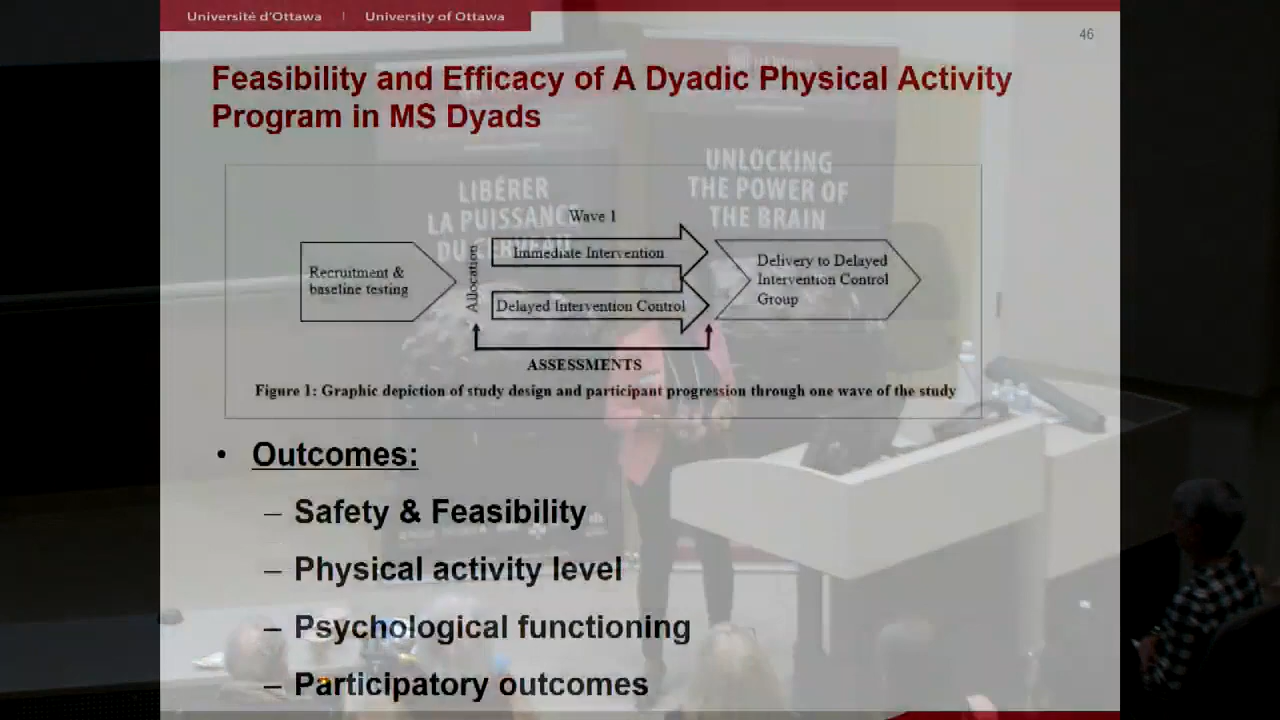 Université d'Ottawa | University of Ottawa
46
Feasibility and Efficacy of A Dyadic Physical Activity
Program in MS Dyads
LIBÉRER
LA PUISSANCE
DU CERVEAU
UNLOCKING
THE POWER OF
THE BRAIN
Wave 1
Recruitment &
baseline testing
Allocation
Immediate Intervention
Delayed Intervention Control
Delivery to Delayed
Intervention Control
Group
ASSESSMENTS
Figure 1: Graphic depiction of study design and participant progression through one wave of the study
• Outcomes:
– Safety & Feasibility
– Physical activity level
– Psychological functioning
– Participatory outcomes